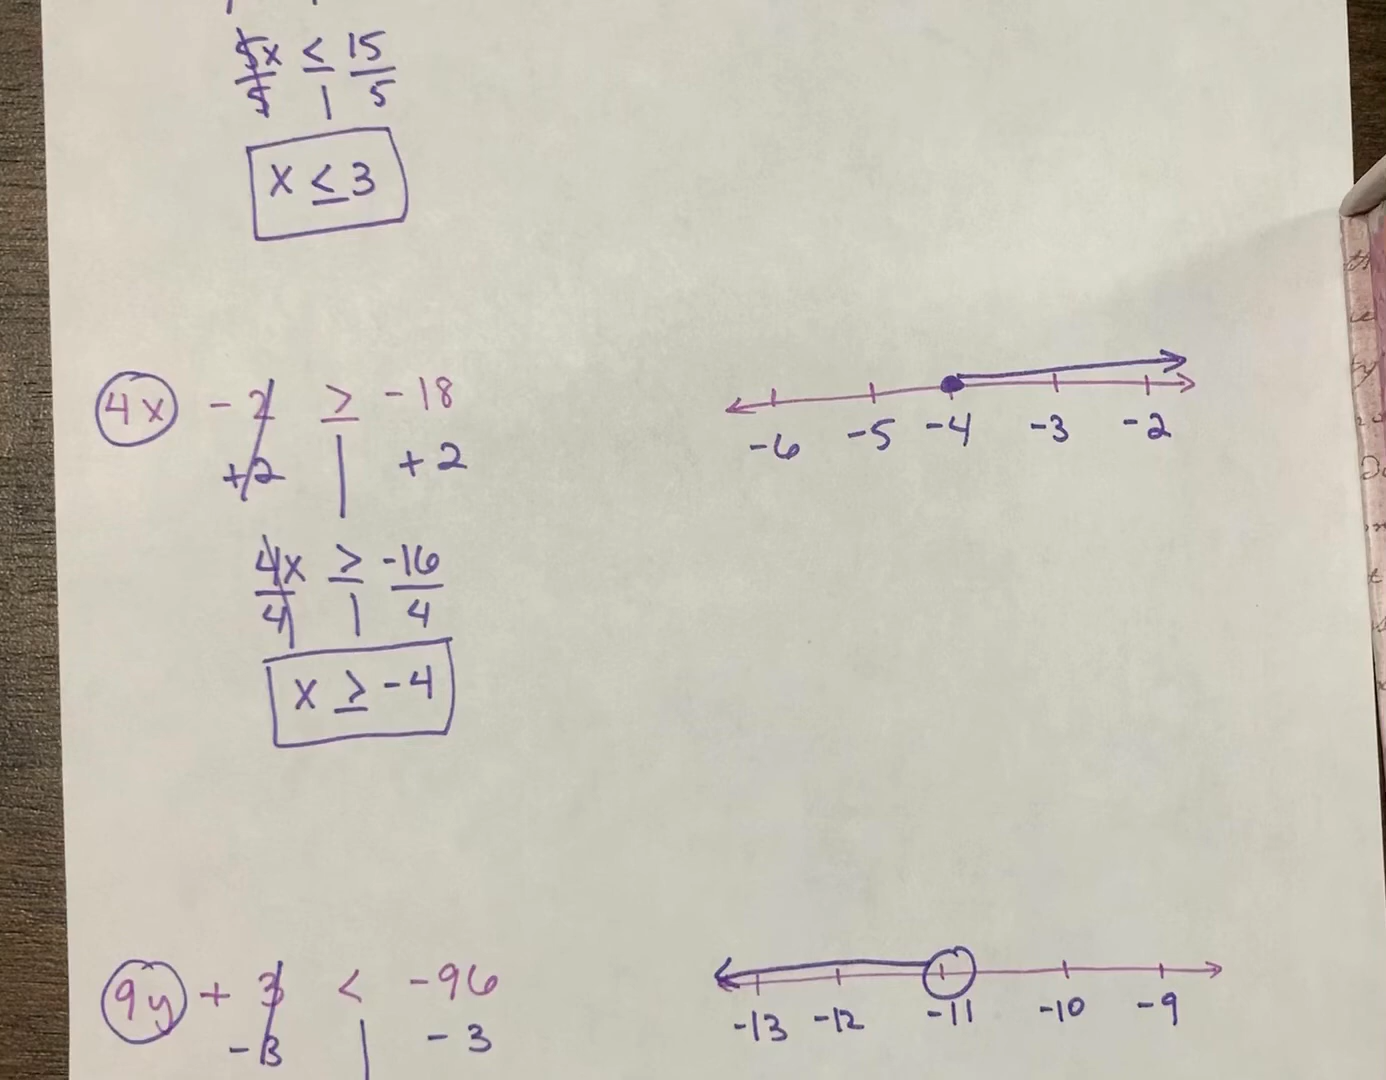 5x ≤ 15
5 | 5
x ≤ 3
4x - 2 ≥ -18
+2 | +2
4x ≥ -16
4 | 4
x ≥ -4
-6 -5 -4 -3 -2
9y + 3 < -96
-3 | - 3
-13 -12 -11 -10 -9